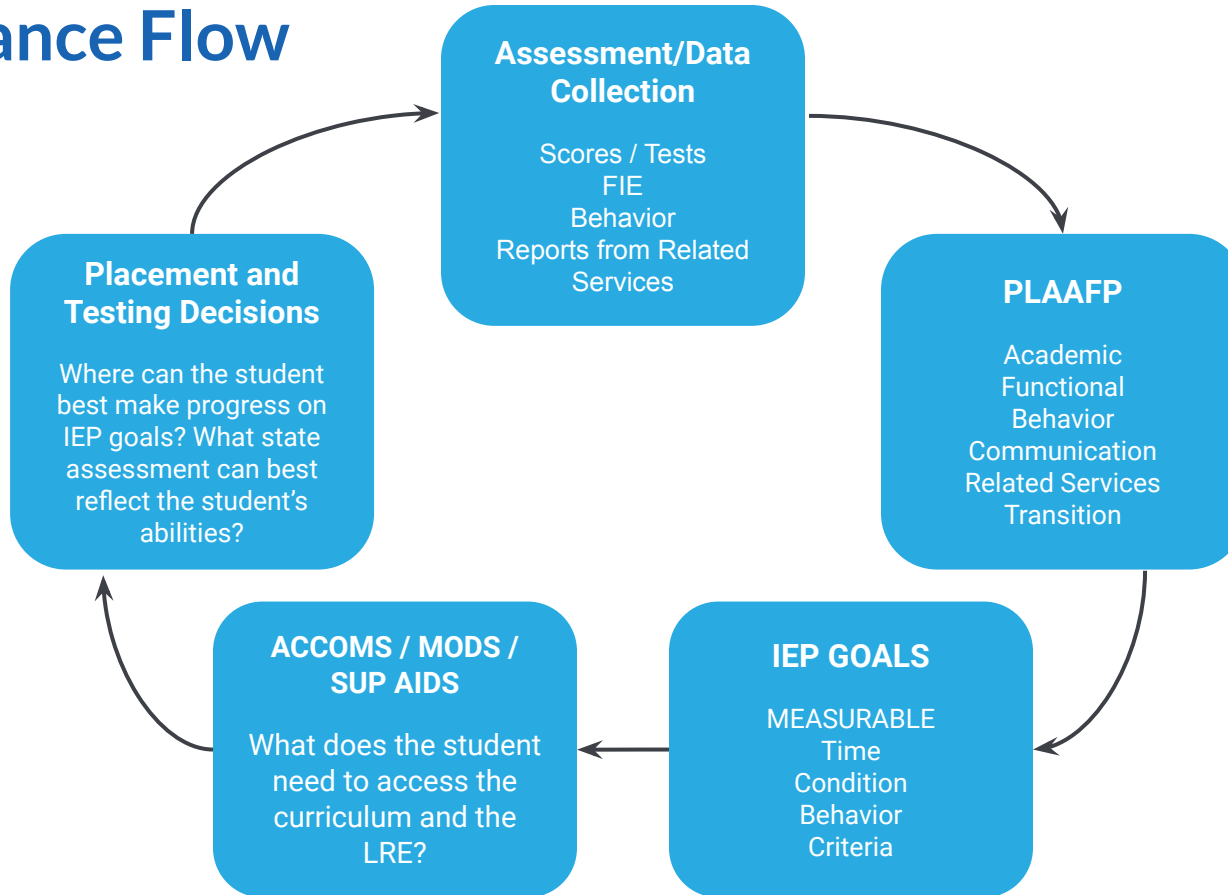 ance Flow
Assessment/Data
Collection
Scores / Tests
FIE
Behavior
Reports from Related
Services
PLAAFP
Academic
Functional
Behavior
Communication
Related Services
Transition
IEP GOALS
MEASURABLE
Time
Condition
Behavior
Criteria
ACCOMS / MODS /
SUP AIDS
What does the student
need to access the
curriculum and the
LRE?
Placement and
Testing Decisions
Where can the student
best make progress on
IEP goals? What state
assessment can best
reflect the student’s
abilities?